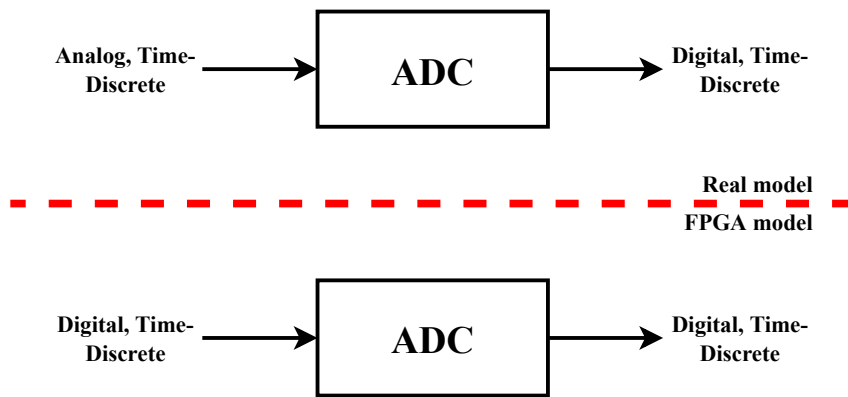 Analog, Time-
Discrete
ADC
Digital, Time-
Discrete
Real model
FPGA model
Digital, Time-
Discrete
ADC
Digital, Time-
Discrete